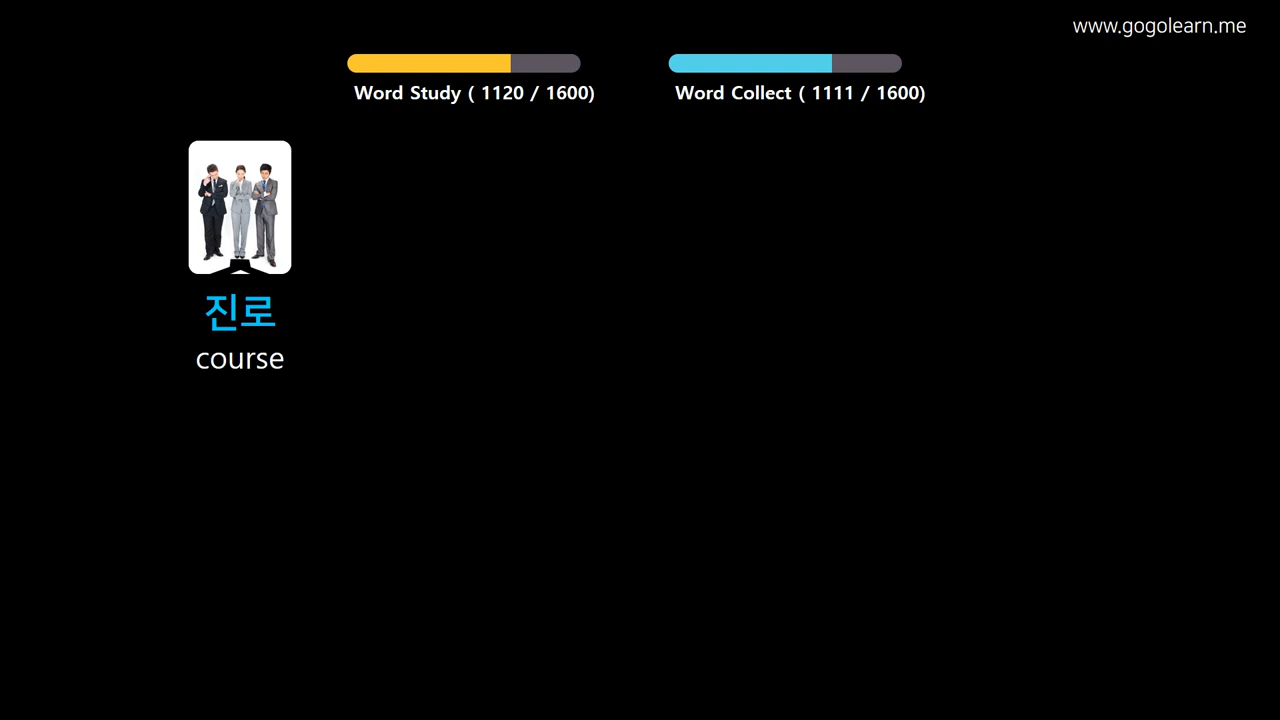 www.gogolearn.me
Word Study ( 1120 / 1600)
Word Collect ( 1111 / 1600)
진로
course